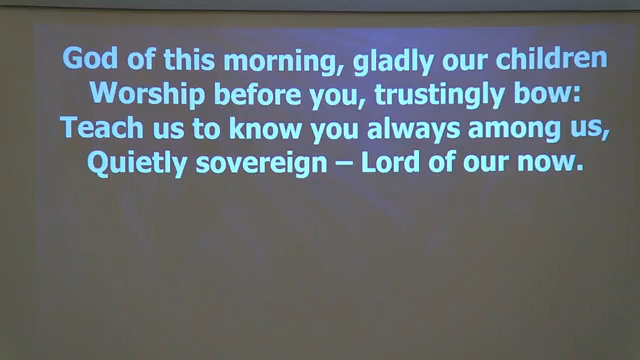 God of this morning, gladly our children
Worship before you, trustingly bow:
Teach us to know you always among us,
Quietly sovereign – Lord of our now.